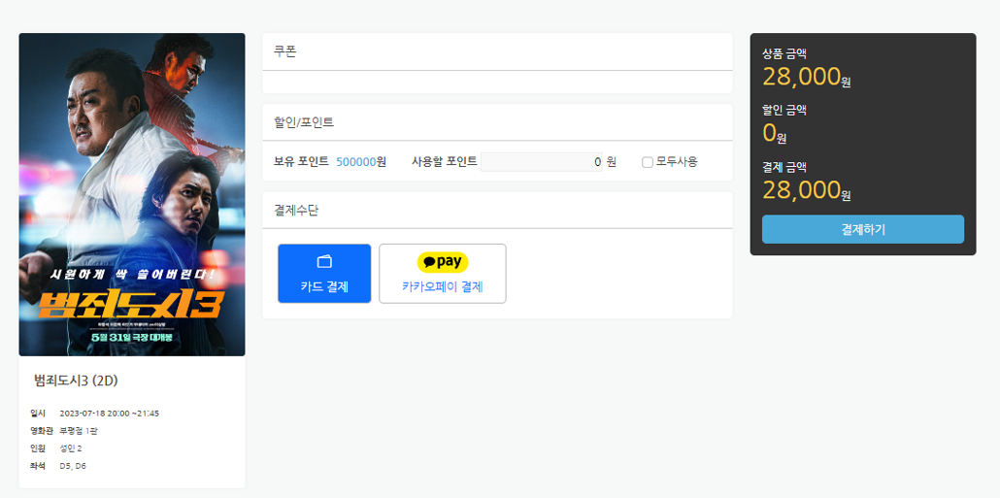 시원하게 싹 쓸어버린다!
범죄도시3
5월 31일 극장 대개봉
범죄도시3 (2D)
일시 2023-07-18 20:00 ~21:45
영화관 부평점 1관
인원 성인 2
좌석 D5, D6
쿠폰
할인/포인트
보유 포인트 500000원 사용할 포인트 0 원 모두사용
결제수단
카드 결제
pay
카카오페이 결제
상품 금액
28,000원
할인 금액
0원
결제 금액
28,000원
결제하기